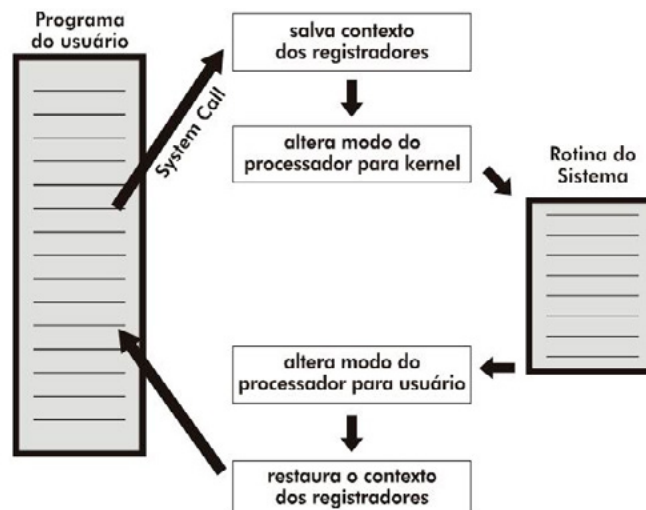 Programa
do usuário
System Call
salva contexto
dos registradores
altera modo do
processador para kernel
Rotina do
Sistema
altera modo do
processador para usuário
restaura o contexto
dos registradores